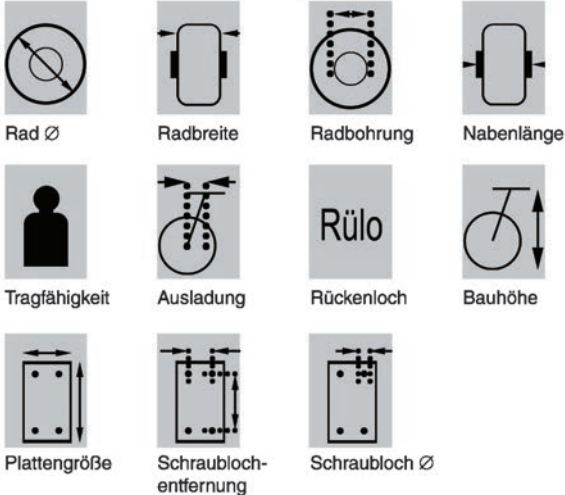 Rad Ø
Radbreite
Radbohrung
Nabenlänge
Rülo
Tragfähigkeit
Ausladung
Rückenloch
Bauhöhe
Plattengröße
Schraubloch-
entfernung
Schraubloch Ø